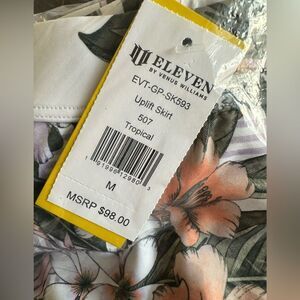 ELEVEN
BY VENUS WILLIAMS
EVT-GP-SK593
Uplift Skirt
507
Tropical
M
MSRP $98.00